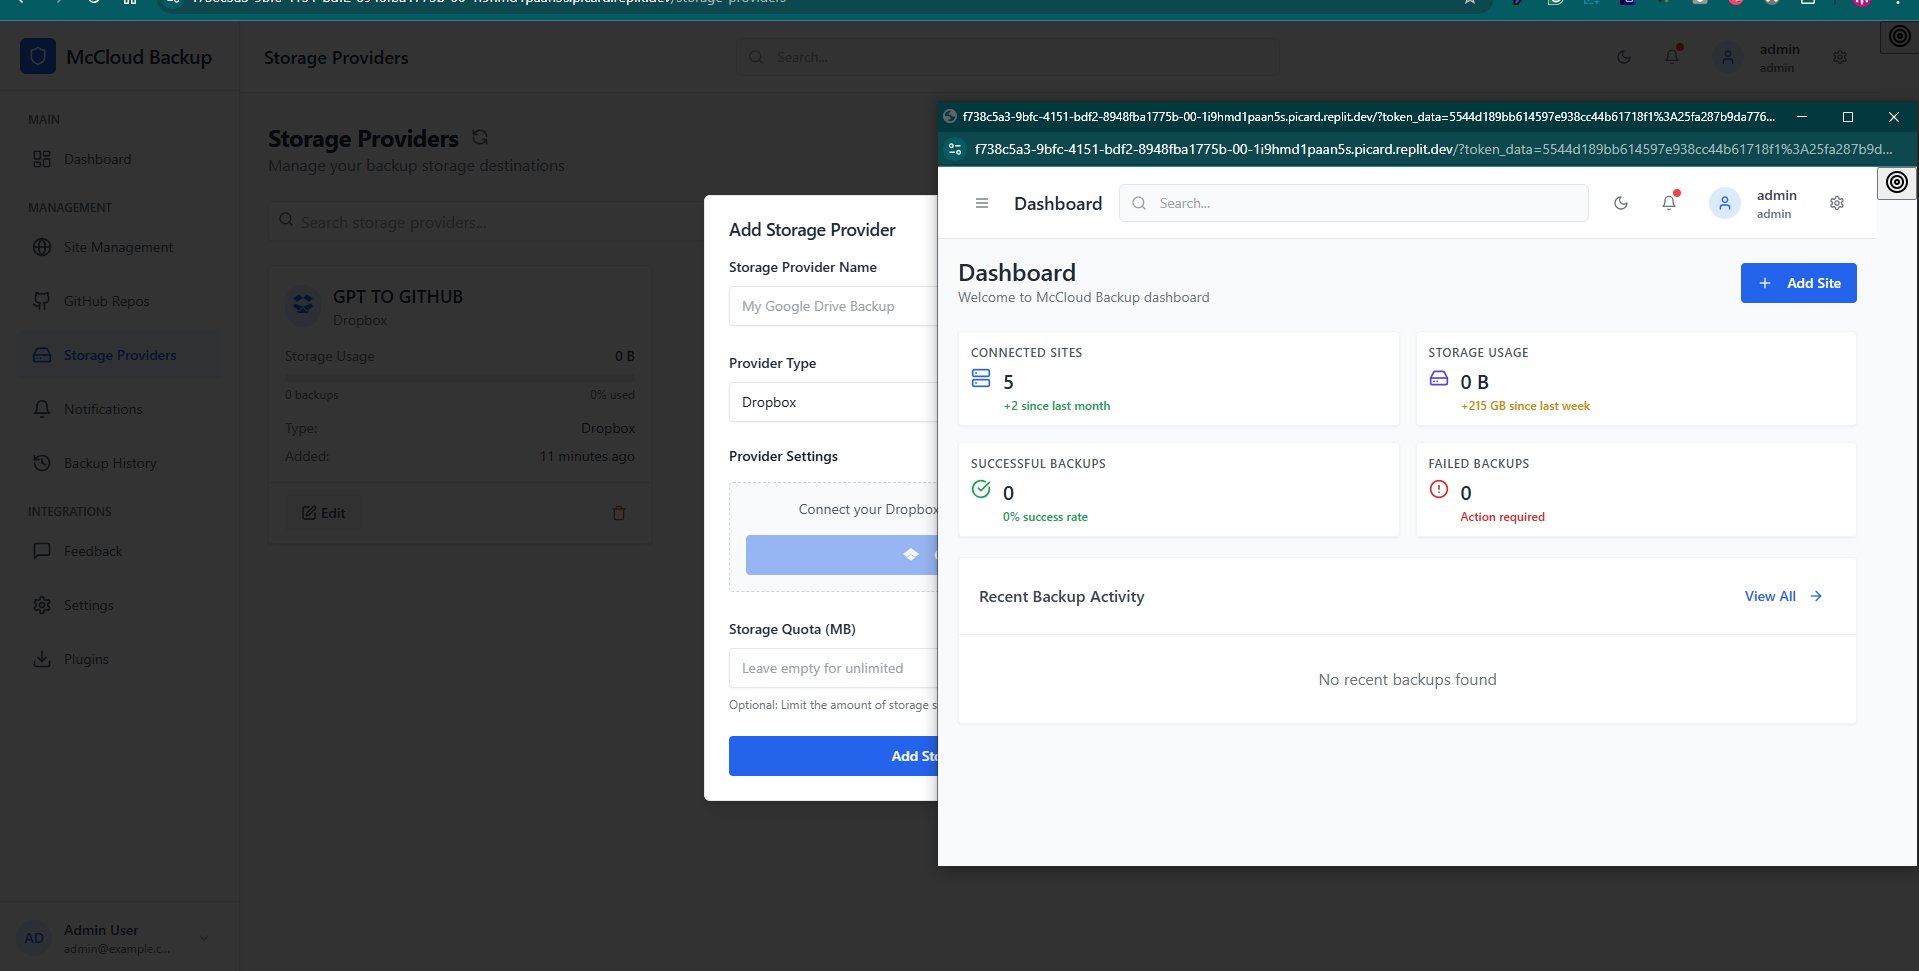 McCloud Backup
Storage Providers
Search...
admin
admin
MAIN
Dashboard
MANAGEMENT
Site Management
GitHub Repos
Storage Providers
Notifications
Backup History
INTEGRATIONS
Feedback
Settings
Plugins
AD
Admin User
admin@example.c...
Storage Providers
Manage your backup storage destinations
Search storage providers...
GPT TO GITHUB
Dropbox
Storage Usage 0 B
0 backups 0% used
Type: Dropbox
Added: 11 minutes ago
Edit
Add Storage Provider
Storage Provider Name
My Google Drive Backup
Provider Type
Dropbox
Provider Settings
Connect your Dropbox
Storage Quota (MB)
Leave empty for unlimited
Optional: Limit the amount of storage s
Add Sto
f738c5a3-9bfc-4151-bdf2-8948fba1775b-00-1i9hmd1paan5s.picard.replit.dev/?token_data=5544d189bb614597e938cc44b61718f1%3A25fa287b9da776...
f738c5a3-9bfc-4151-bdf2-8948fba1775b-00-1i9hmd1paan5s.picard.replit.dev/?token_data=5544d189bb614597e938cc44b61718f1%3A25fa287b9d...
Dashboard
Search...
admin
admin
Dashboard
Welcome to McCloud Backup dashboard
+ Add Site
CONNECTED SITES
5
+2 since last month
STORAGE USAGE
0 B
+215 GB since last week
SUCCESSFUL BACKUPS
0
0% success rate
FAILED BACKUPS
0
Action required
Recent Backup Activity
View All
No recent backups found